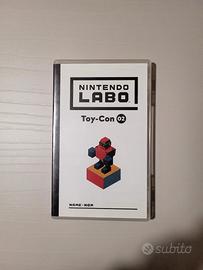 NINTENDO
LABO
Toy-Con 02
subito